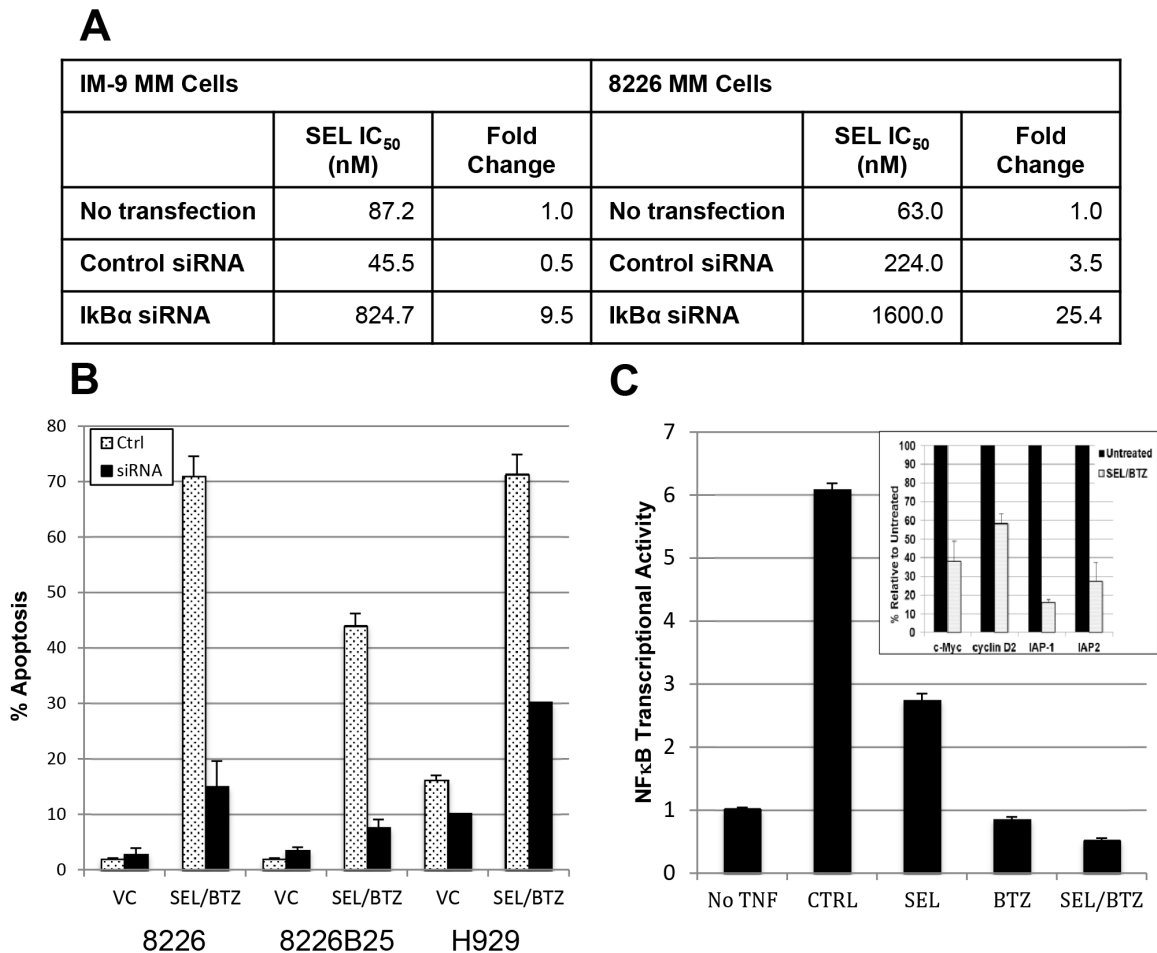 A
IM-9 MM Cells 8226 MM Cells
SEL IC50 (nM) Fold Change SEL IC50 (nM) Fold Change
No transfection 87.2 1.0 No transfection 63.0 1.0
Control siRNA 45.5 0.5 Control siRNA 224.0 3.5
IkBα siRNA 824.7 9.5 IkBα siRNA 1600.0 25.4
B
% Apoptosis
80
70
60
50
40
30
20
10
0
Ctrl
siRNA
VC SEL/BTZ VC SEL/BTZ VC SEL/BTZ
8226 8226B25 H929
C
NFκB Transcriptional Activity
7
6
5
4
3
2
1
0
No TNF CTRL SEL BTZ SEL/BTZ
% Relative to Untreated
100
90
80
70
60
50
40
30
20
10
0
Untreated
SEL/BTZ
c-Myc cyclin D2 IAP-1 IAP2